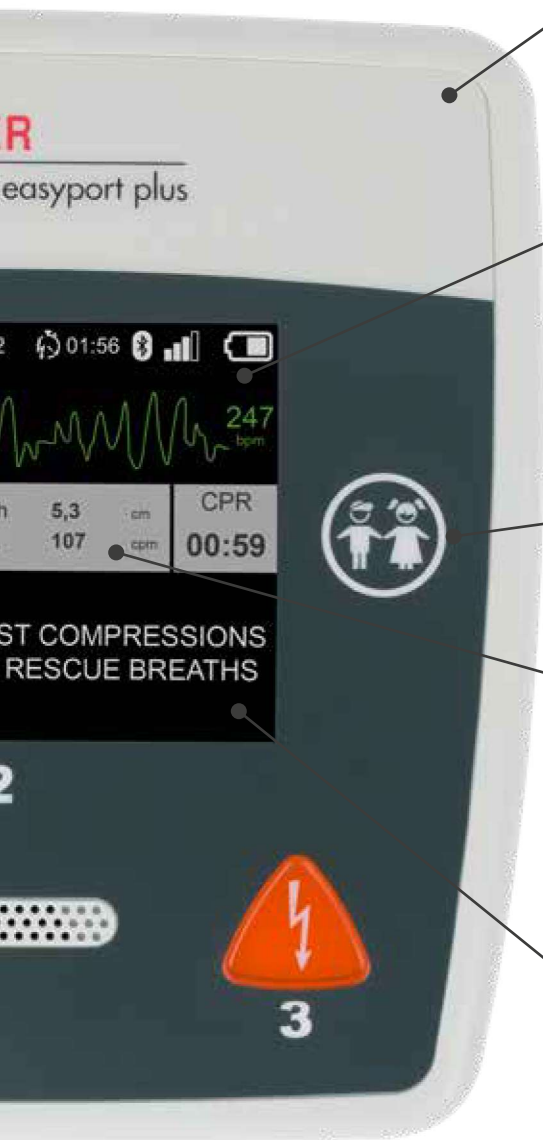 ER
easyport plus
2 01:56
247
bpm
h 5,3 cm CPR
107 cpm 00:59
ST COMPRESSIONS
RESCUE BREATHS
2
3